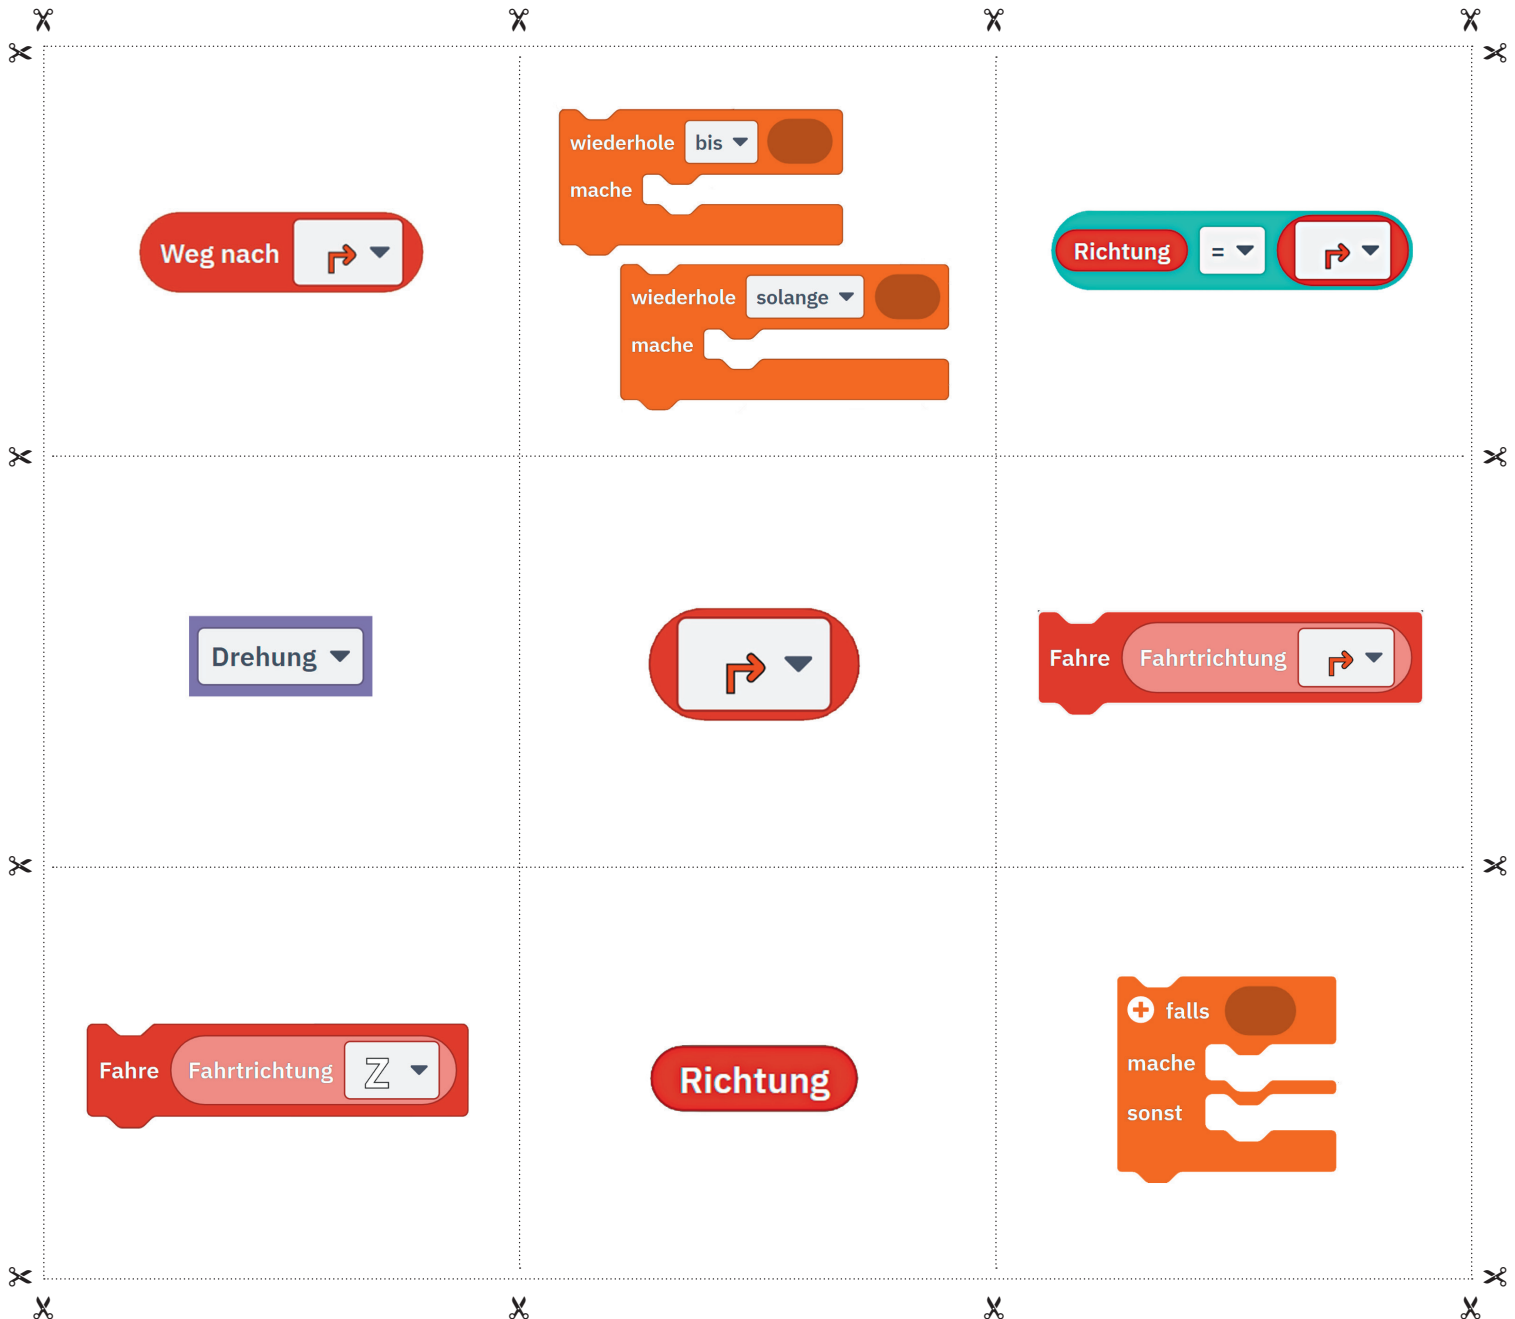 Weg nach
wiederhole bis
mache
wiederhole solange
mache
Richtung =
Drehung
Fahre Fahrtrichtung
Fahre Fahrtrichtung Z
Richtung
falls
mache
sonst